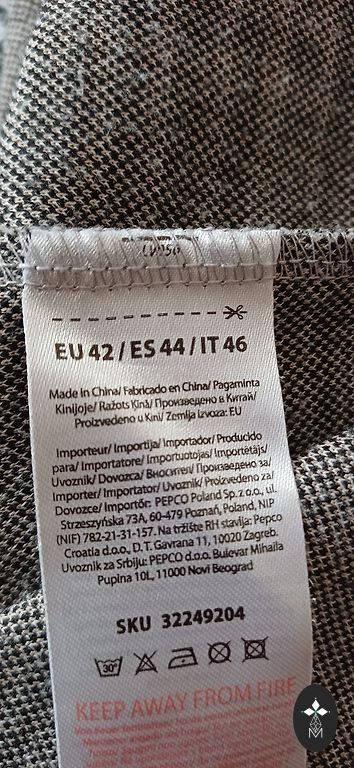 EU 42 / ES 44 / IT 46
Made in China/ Fabricado en China/ Pagaminta
Kinijoje/ Ražots Ķīnā/ Произведено в Китай/
Proizvedeno u Kini/ Zemlja izvoza: EU
Importeur/ Importija/ Importador/ Producido
para/ Importatore/ Importuotojas/ Importētājs/
Uvoznik/ Dovozca/ Вносител/ Произведено за/
Importer/ Importator/ Uvoznik/ Proizvedeno za/
Dovozce/ Importőr: PEPCO Poland Sp. z o.o., ul.
Strzeszyńska 73A, 60-479 Poznań, Poland, NIP
(NIF) 782-21-31-157. Na tržište RH stavlja: Pepco
Croatia d.o.o., D. T. Gavrana 11, 10020 Zagreb.
Uvoznik za Srbiju: PEPCO d.o.o. Bulevar Mihaila
Pupina 10L, 11000 Novi Beograd
SKU 32249204
30°
KEEP AWAY FROM FIRE
M